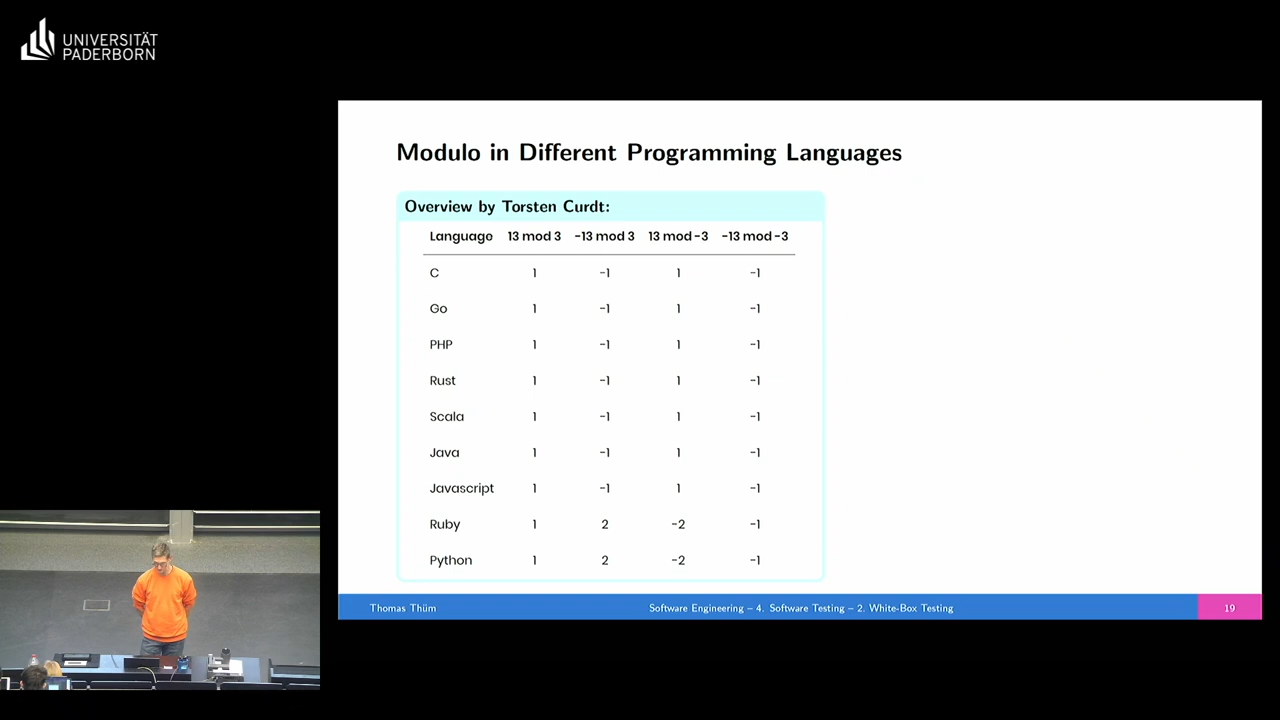 UNIVERSITÄT
PADERBORN
Modulo in Different Programming Languages
Overview by Torsten Curdt:
Language 13 mod 3 -13 mod 3 13 mod -3 -13 mod -3
C 1 -1 1 -1
Go 1 -1 1 -1
PHP 1 -1 1 -1
Rust 1 -1 1 -1
Scala 1 -1 1 -1
Java 1 -1 1 -1
Javascript 1 -1 1 -1
Ruby 1 2 -2 -1
Python 1 2 -2 -1
Thomas Thüm Software Engineering – 4. Software Testing – 2. White-Box Testing 19